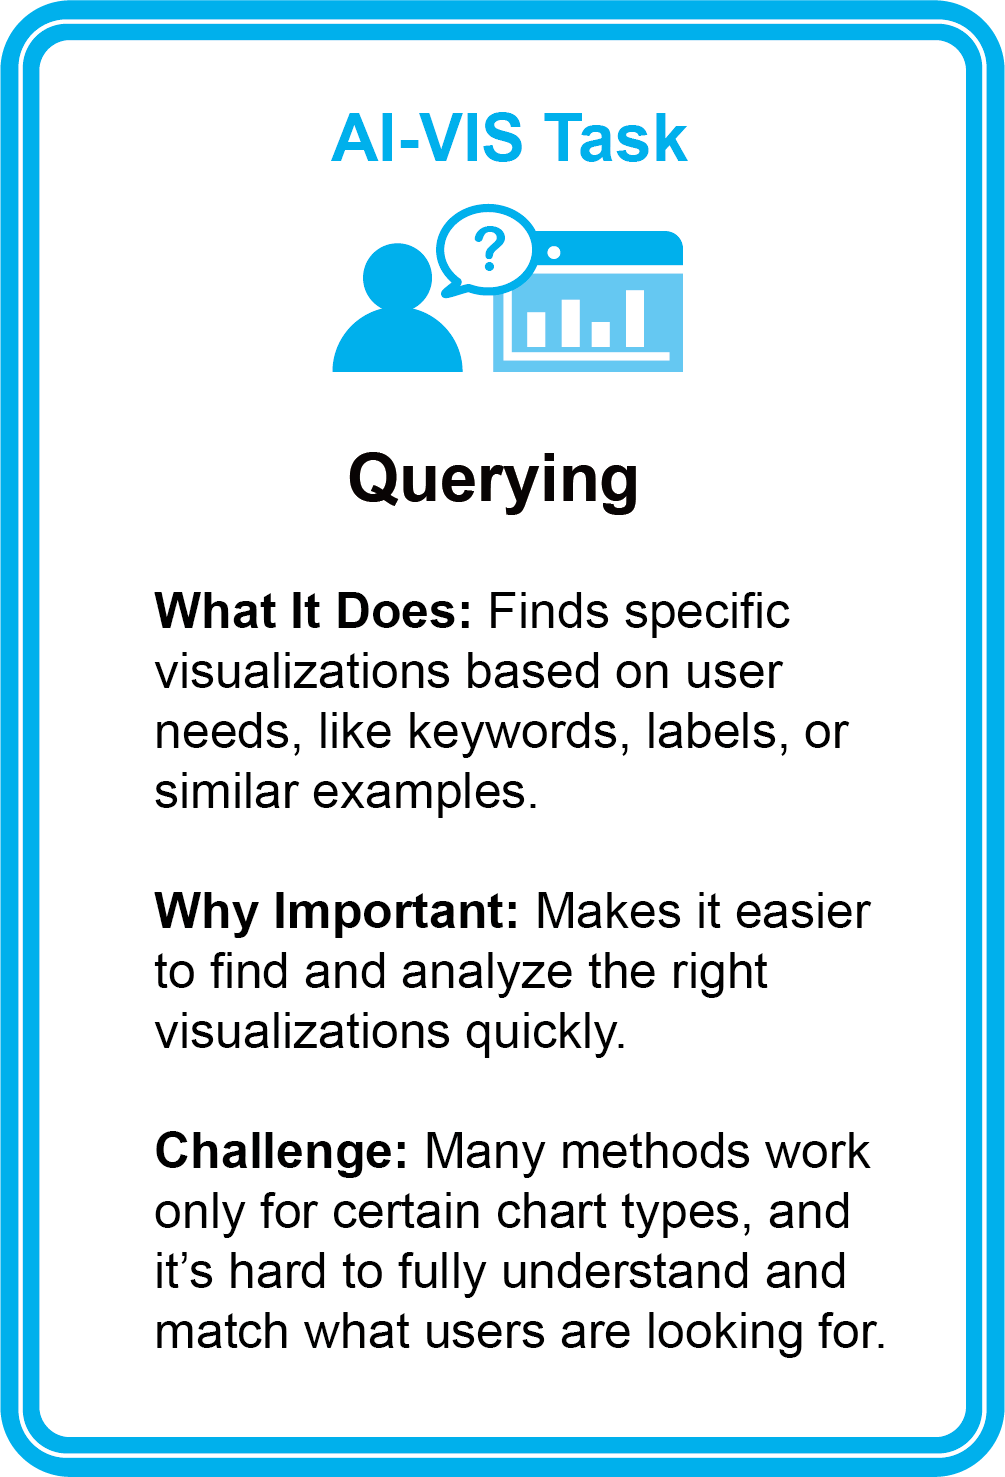 AI-VIS Task
?
Querying
What It Does: Finds specific
visualizations based on user
needs, like keywords, labels, or
similar examples.
Why Important: Makes it easier
to find and analyze the right
visualizations quickly.
Challenge: Many methods work
only for certain chart types, and
it’s hard to fully understand and
match what users are looking for.